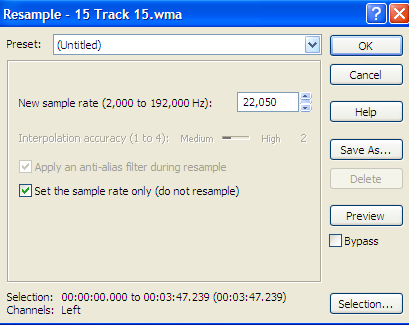 Resample - 15 Track 15.wma
?
X
Preset: (Untitled)
OK
Cancel
New sample rate (2,000 to 192,000 Hz): 22,050
Help
Interpolation accuracy (1 to 4): Medium High 2
Save As...
Apply an anti-alias filter during resample
Delete
Set the sample rate only (do not resample)
Preview
Bypass
Selection: 00:00:00.000 to 00:03:47.239 (00:03:47.239)
Channels: Left
Selection...